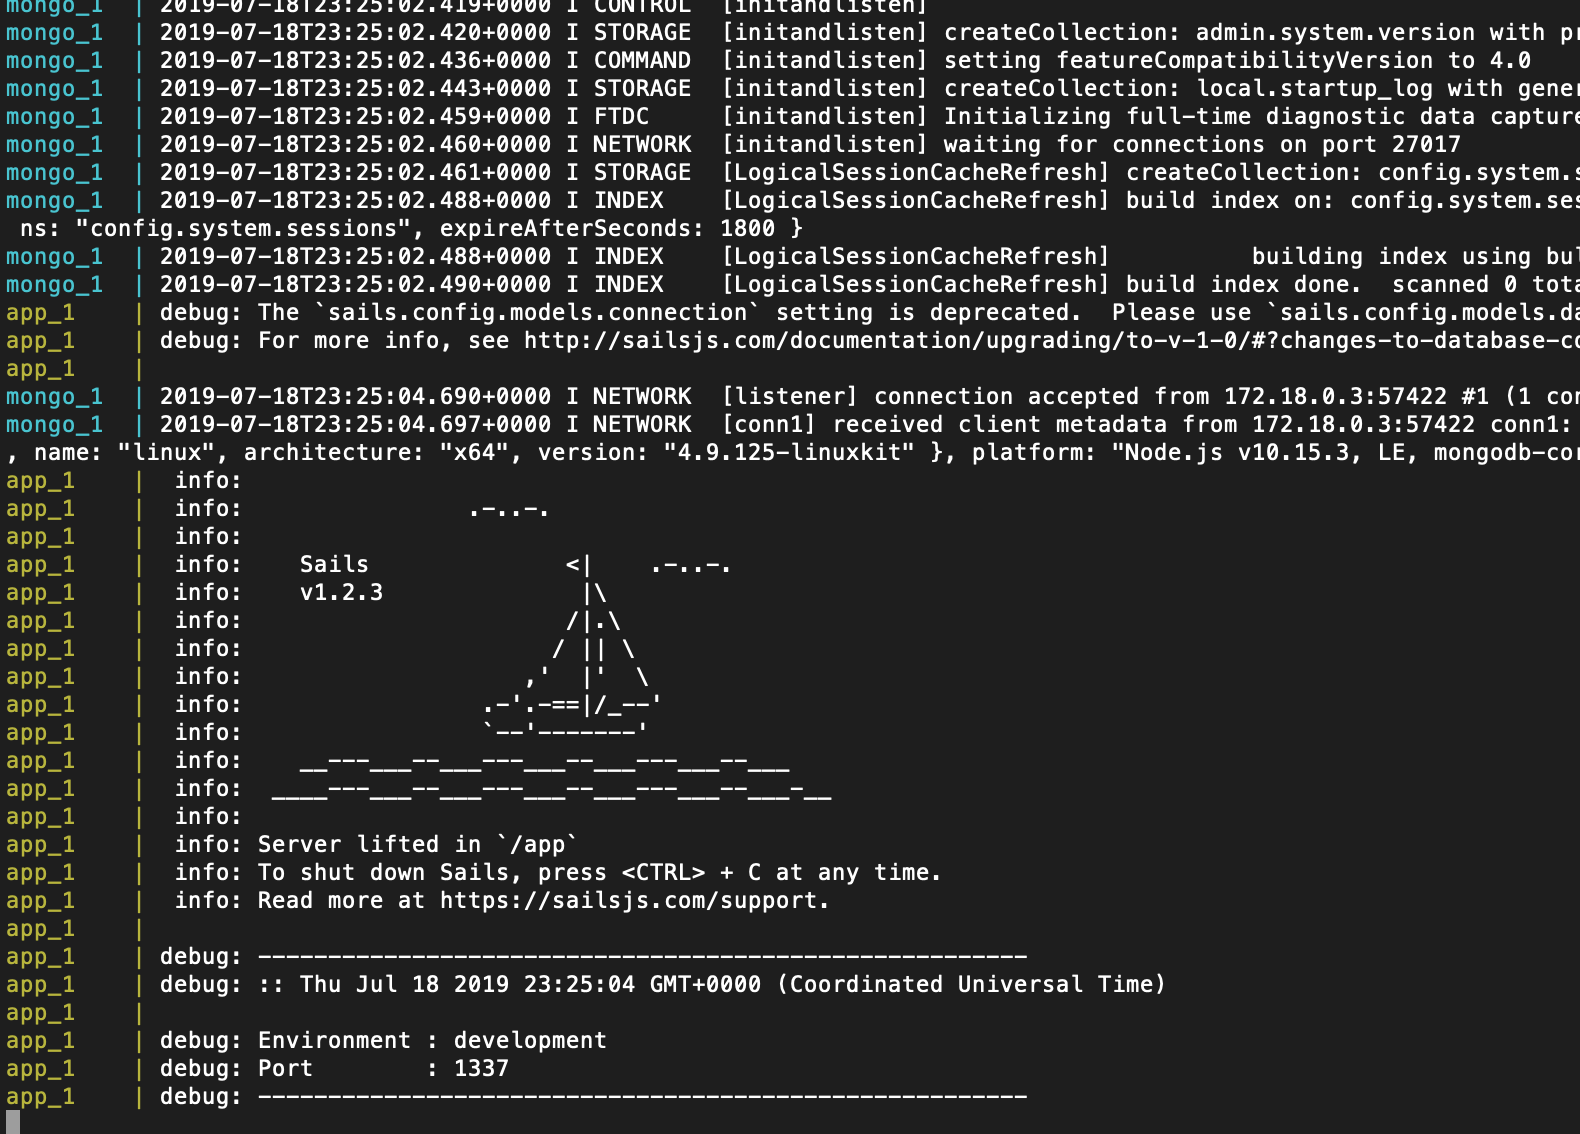 mongo_1  | 2019-07-18T23:25:02.419+0000 I CONTROL  [initandlisten]
mongo_1  | 2019-07-18T23:25:02.420+0000 I STORAGE  [initandlisten] createCollection: admin.system.version with pr
mongo_1  | 2019-07-18T23:25:02.436+0000 I COMMAND  [initandlisten] setting featureCompatibilityVersion to 4.0
mongo_1  | 2019-07-18T23:25:02.443+0000 I STORAGE  [initandlisten] createCollection: local.startup_log with gener
mongo_1  | 2019-07-18T23:25:02.459+0000 I FTDC     [initandlisten] Initializing full-time diagnostic data capture
mongo_1  | 2019-07-18T23:25:02.460+0000 I NETWORK  [initandlisten] waiting for connections on port 27017
mongo_1  | 2019-07-18T23:25:02.461+0000 I STORAGE  [LogicalSessionCacheRefresh] createCollection: config.system.s
mongo_1  | 2019-07-18T23:25:02.488+0000 I INDEX    [LogicalSessionCacheRefresh] build index on: config.system.ses
 ns: "config.system.sessions", expireAfterSeconds: 1800 }
mongo_1  | 2019-07-18T23:25:02.488+0000 I INDEX    [LogicalSessionCacheRefresh]          building index using bul
mongo_1  | 2019-07-18T23:25:02.490+0000 I INDEX    [LogicalSessionCacheRefresh] build index done.  scanned 0 tota
app_1    | debug: The `sails.config.models.connection` setting is deprecated.  Please use `sails.config.models.da
app_1    | debug: For more info, see http://sailsjs.com/documentation/upgrading/to-v-1-0/#?changes-to-database-co
app_1    |
mongo_1  | 2019-07-18T23:25:04.690+0000 I NETWORK  [listener] connection accepted from 172.18.0.3:57422 #1 (1 con
mongo_1  | 2019-07-18T23:25:04.697+0000 I NETWORK  [conn1] received client metadata from 172.18.0.3:57422 conn1:
, name: "linux", architecture: "x64", version: "4.9.125-linuxkit" }, platform: "Node.js v10.15.3, LE, mongodb-cor
app_1    |  info:
app_1    |  info:                .-..-.
app_1    |  info:
app_1    |  info:    Sails              <|    .-..-.
app_1    |  info:    v1.2.3              |\
app_1    |  info:                       /|.\
app_1    |  info:                      / || \
app_1    |  info:                    ,'  |'  \
app_1    |  info:                 .-'.-==|/_--'
app_1    |  info:                 `--'-------'
app_1    |  info:    __---___--___---___--___---___--___
app_1    |  info:  ____---___--___---___--___---___--___-__
app_1    |  info:
app_1    |  info: Server lifted in `/app`
app_1    |  info: To shut down Sails, press <CTRL> + C at any time.
app_1    |  info: Read more at https://sailsjs.com/support.
app_1    |
app_1    | debug: -------------------------------------------------------
app_1    | debug: :: Thu Jul 18 2019 23:25:04 GMT+0000 (Coordinated Universal Time)
app_1    |
app_1    | debug: Environment : development
app_1    | debug: Port        : 1337
app_1    | debug: -------------------------------------------------------